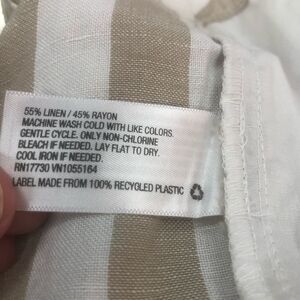 55% LINEN / 45% RAYON
MACHINE WASH COLD WITH LIKE COLORS.
GENTLE CYCLE. ONLY NON-CHLORINE
BLEACH IF NEEDED. LAY FLAT TO DRY.
COOL IRON IF NEEDED.
RN17730 VN1055164
LABEL MADE FROM 100% RECYCLED PLASTIC